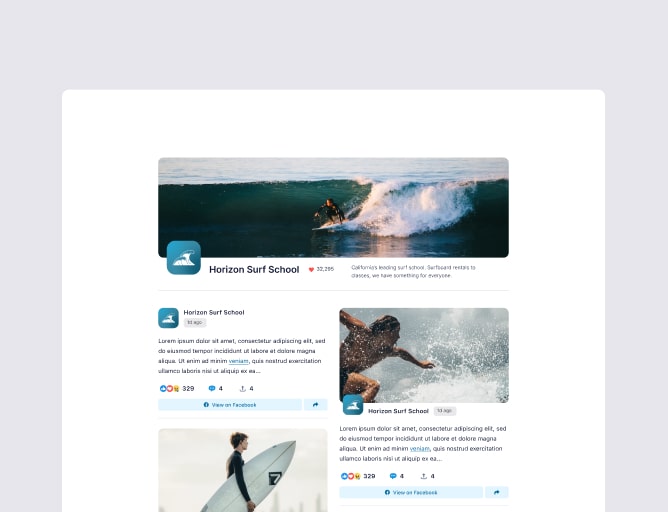 Horizon Surf School
32,295
California's leading surf school. Surfboard rentals to
classes, we have something for everyone.
Horizon Surf School
1d ago
Lorem ipsum dolor sit amet, consectetur adipiscing elit, sed
do eiusmod tempor incididunt ut labore et dolore magna
aliqua. Ut enim ad minim veniam, quis nostrud exercitation
ullamco laboris nisi ut aliquip ex ea...
329
4
4
View on Facebook
7
Horizon Surf School
1d ago
Lorem ipsum dolor sit amet, consectetur adipiscing elit, sed
do eiusmod tempor incididunt ut labore et dolore magna
aliqua. Ut enim ad minim veniam, quis nostrud exercitation
ullamco laboris nisi ut aliquip ex ea...
329
4
4
View on Facebook